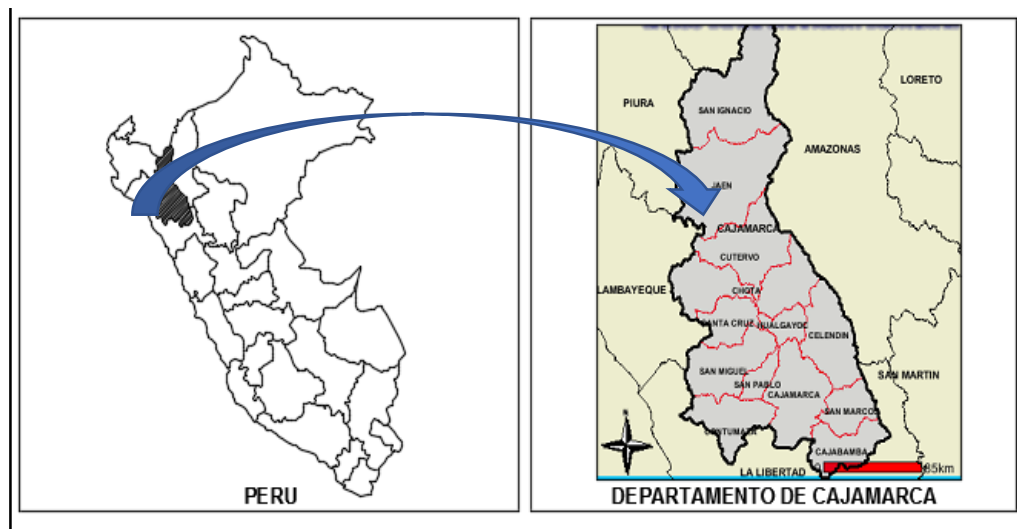 PERU
LORETO
PIURA
SAN IGNACIO
AMAZONAS
JAEN
CAJAMARCA
CUTERVO
LAMBAYEQUE
CHOTA
SANTA CRUZ
HUALGAYOC
CELENDIN
SAN MIGUEL
SAN MARTIN
SAN PABLO
CAJAMARCA
SAN MARCOS
CONTUMAZA
CAJABAMBA
N
LA LIBERTAD
0 85km
DEPARTAMENTO DE CAJAMARCA